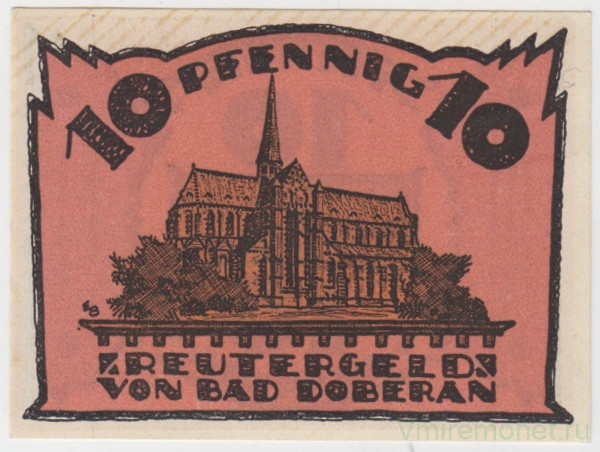 10 PFENNIG 10
REUTERGELD
VON BAD DOBERAN
Vmiremonet.ru